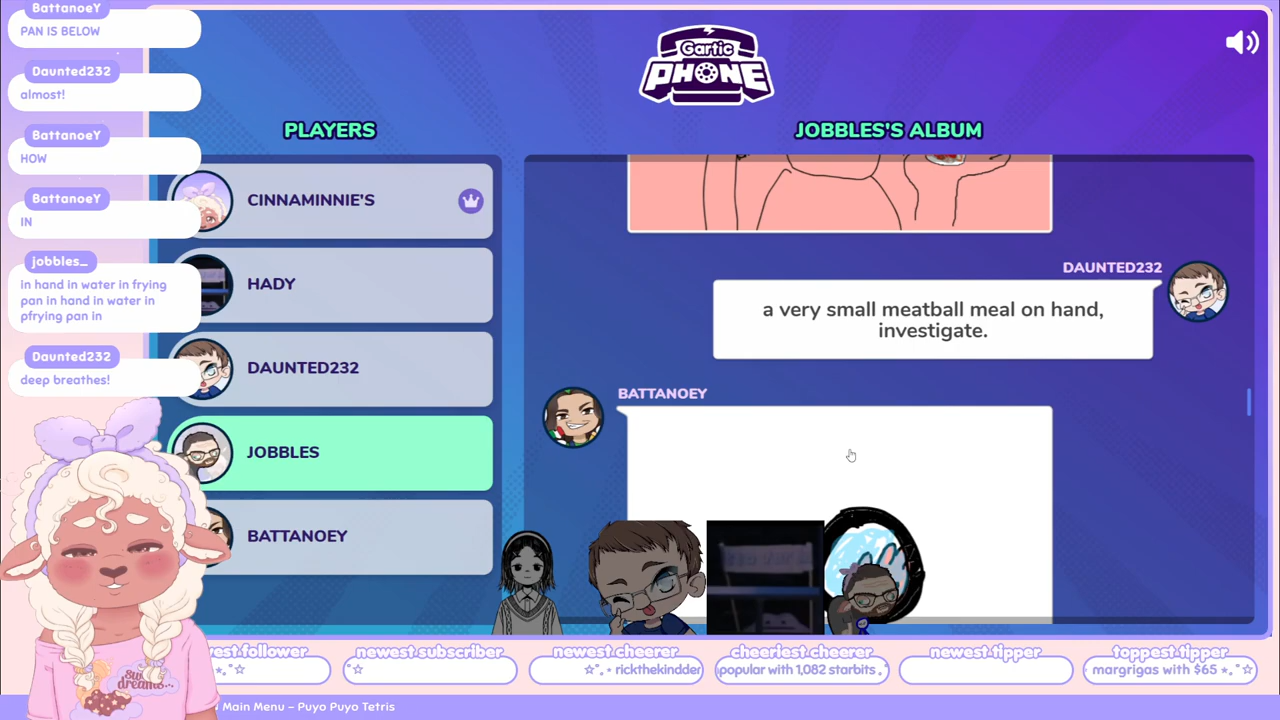 BattanoeY
PAN IS BELOW
Daunted232
almost!
BattanoeY
HOW
BattanoeY
IN
jobbles_
in hand in water in frying
pan in hand in water in
pfrying pan in
Daunted232
deep breathes!
Gartic
PHONE
PLAYERS
CINNAMINNIE'S
HADY
DAUNTED232
JOBBLES
BATTANOEY
JOBBLES'S ALBUM
DAUNTED232
a very small meatball meal on hand,
investigate.
BATTANOEY
sweet
dreams...
west follower
newest subscriber
newest cheerer
rickthekindder
cheeriest cheerer
popular with 1,082 starbits
newest tipper
toppest tipper
margrigas with $65
Main Menu – Puyo Puyo Tetris